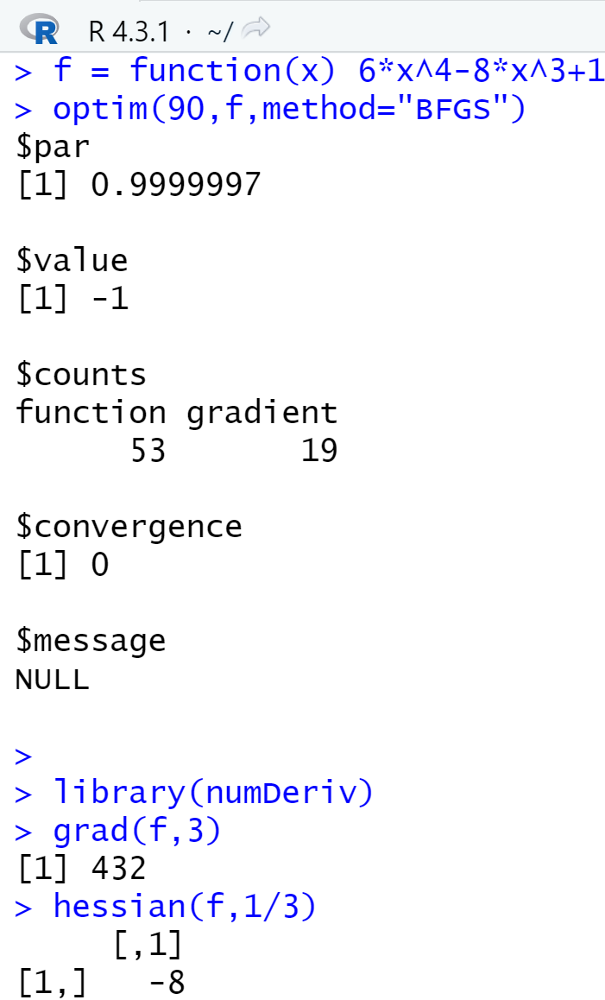 R R 4.3.1 · ~/
> f = function(x) 6*x^4-8*x^3+1
> optim(90,f,method="BFGS")
$par
[1] 0.9999997
$value
[1] -1
$counts
function gradient
53 19
$convergence
[1] 0
$message
NULL
>
> library(numDeriv)
> grad(f,3)
[1] 432
> hessian(f,1/3)
[,1]
[1,] -8